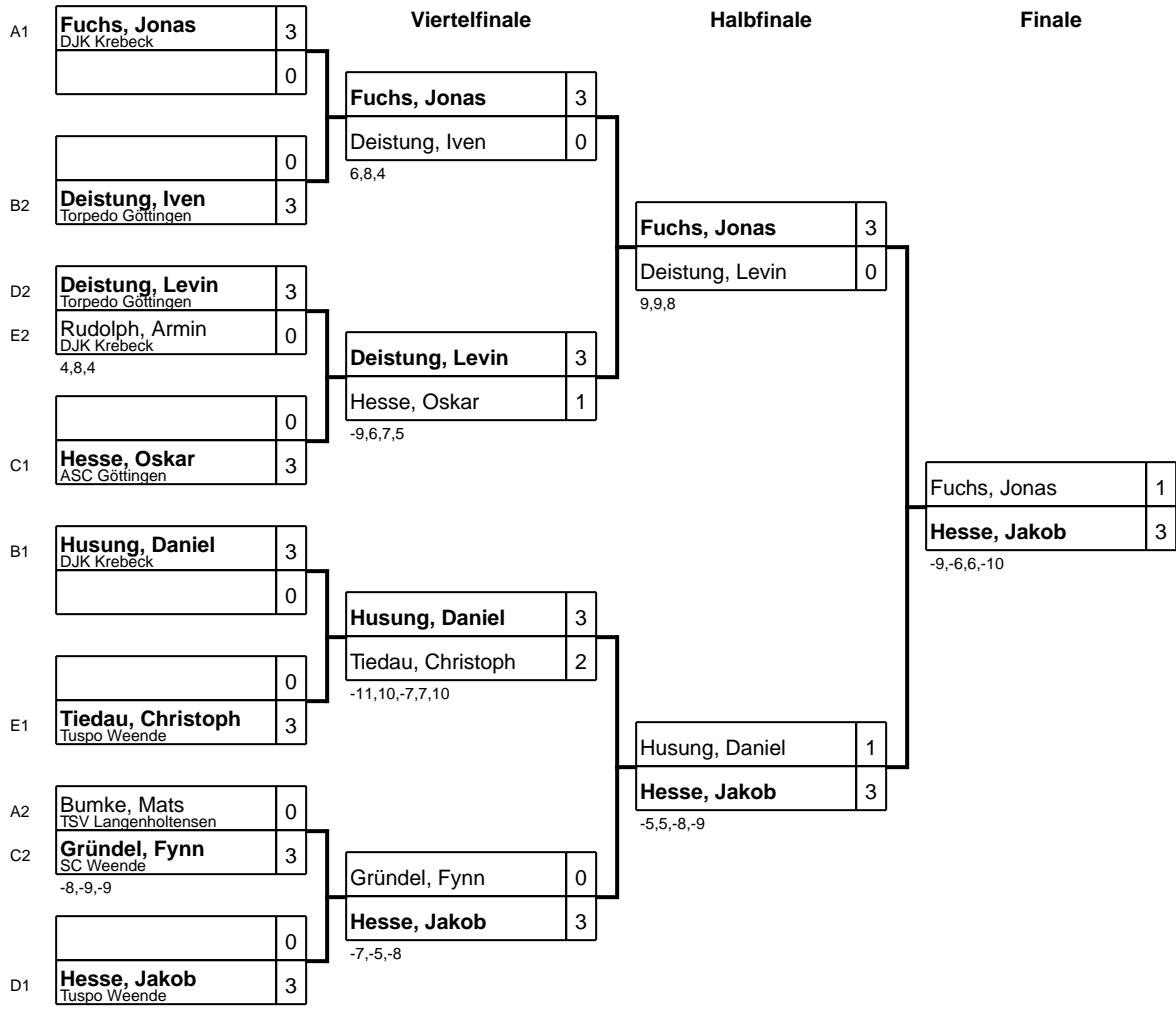 Viertelfinale
Halbfinale
Finale
A1 Fuchs, Jonas 3
DJK Krebeck
0
0
B2 Deistung, Iven 3
Torpedo Göttingen
D2 Deistung, Levin 3
Torpedo Göttingen
E2 Rudolph, Armin 0
DJK Krebeck
4,8,4
0
C1 Hesse, Oskar 3
ASC Göttingen
B1 Husung, Daniel 3
DJK Krebeck
0
0
E1 Tiedau, Christoph 3
Tuspo Weende
A2 Bumke, Mats 0
TSV Langenholtensen
C2 Gründel, Fynn 3
SC Weende
-8,-9,-9
0
D1 Hesse, Jakob 3
Tuspo Weende
Fuchs, Jonas 3
Deistung, Iven 0
6,8,4
Deistung, Levin 3
Hesse, Oskar 1
-9,6,7,5
Husung, Daniel 3
Tiedau, Christoph 2
-11,10,-7,7,10
Gründel, Fynn 0
Hesse, Jakob 3
-7,-5,-8
Fuchs, Jonas 3
Deistung, Levin 0
9,9,8
Husung, Daniel 1
Hesse, Jakob 3
-5,5,-8,-9
Fuchs, Jonas 1
Hesse, Jakob 3
-9,-6,6,-10